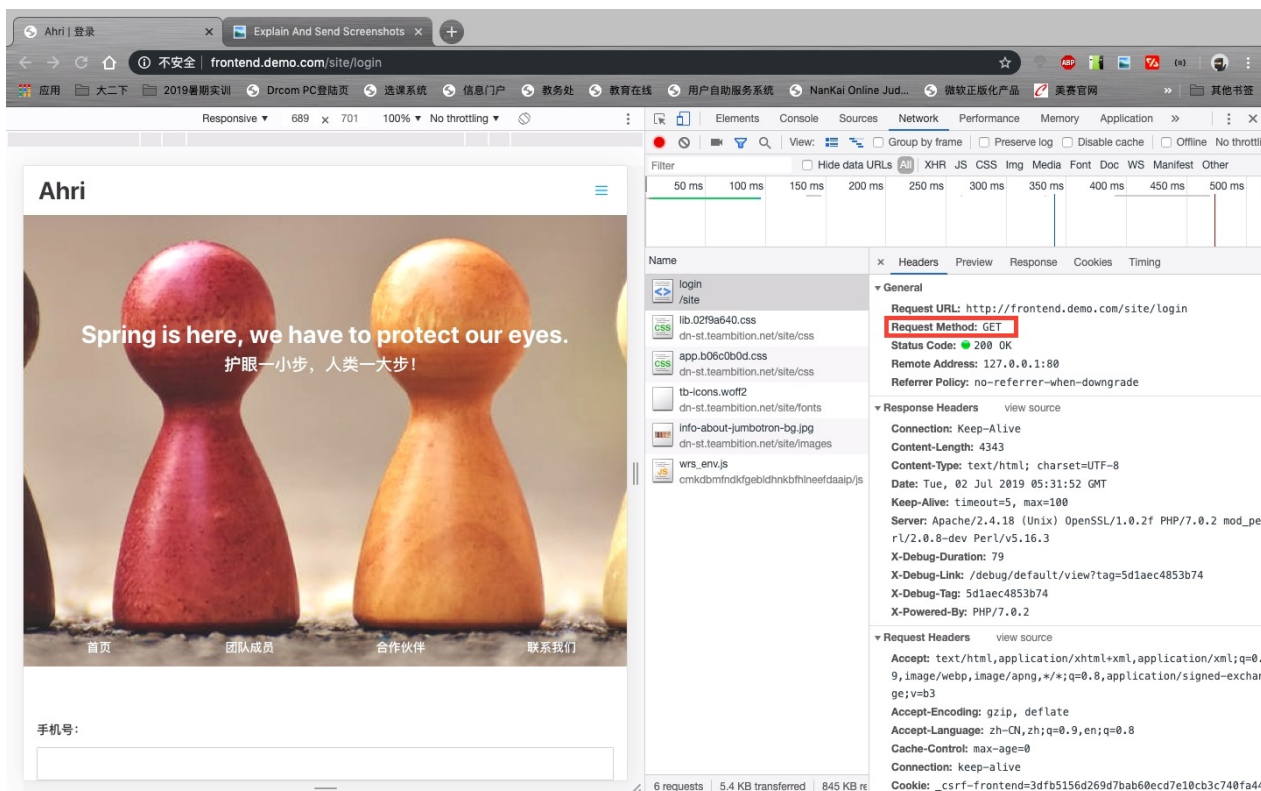 Ahri | 登录
Explain And Send Screenshots
不安全 | frontend.demo.com/site/login
应用 大二下 2019暑期实训 Drcom PC登陆页 选课系统 信息门户 教务处 教育在线 用户自助服务系统 NanKai Online Jud... 微软正版化产品 美赛官网 » 其他书签
Responsive ▼ 689 x 701 100% ▼ No throttling ▼
Elements Console Sources Network Performance Memory Application »
View: Group by frame Preserve log Disable cache Offline No throttli
Filter Hide data URLs All XHR JS CSS Img Media Font Doc WS Manifest Other
50 ms 100 ms 150 ms 200 ms 250 ms 300 ms 350 ms 400 ms 450 ms 500 ms
Ahri
Spring is here, we have to protect our eyes.
护眼一小步，人类一大步！
首页 团队成员 合作伙伴 联系我们
手机号：
Name
login
/site
lib.02f9a640.css
dn-st.teambition.net/site/css
app.b06c0b0d.css
dn-st.teambition.net/site/css
tb-icons.woff2
dn-st.teambition.net/site/fonts
info-about-jumbotron-bg.jpg
dn-st.teambition.net/site/images
wrs_env.js
cmkdbmfndkfgebldhnkbfhlneefdaaip/js
6 requests | 5.4 KB transferred | 845 KB re
× Headers Preview Response Cookies Timing
▼ General
Request URL: http://frontend.demo.com/site/login
Request Method: GET
Status Code: 200 OK
Remote Address: 127.0.0.1:80
Referrer Policy: no-referrer-when-downgrade
▼ Response Headers view source
Connection: Keep-Alive
Content-Length: 4343
Content-Type: text/html; charset=UTF-8
Date: Tue, 02 Jul 2019 05:31:52 GMT
Keep-Alive: timeout=5, max=100
Server: Apache/2.4.18 (Unix) OpenSSL/1.0.2f PHP/7.0.2 mod_pe
rl/2.0.8-dev Perl/v5.16.3
X-Debug-Duration: 79
X-Debug-Link: /debug/default/view?tag=5d1aec4853b74
X-Debug-Tag: 5d1aec4853b74
X-Powered-By: PHP/7.0.2
▼ Request Headers view source
Accept: text/html,application/xhtml+xml,application/xml;q=0.
9,image/webp,image/apng,*/*;q=0.8,application/signed-exchan
ge;v=b3
Accept-Encoding: gzip, deflate
Accept-Language: zh-CN,zh;q=0.9,en;q=0.8
Cache-Control: max-age=0
Connection: keep-alive
Cookie: _csrf-frontend=3dfb5156d269d7bab60ecd7e10cb3c740fa44